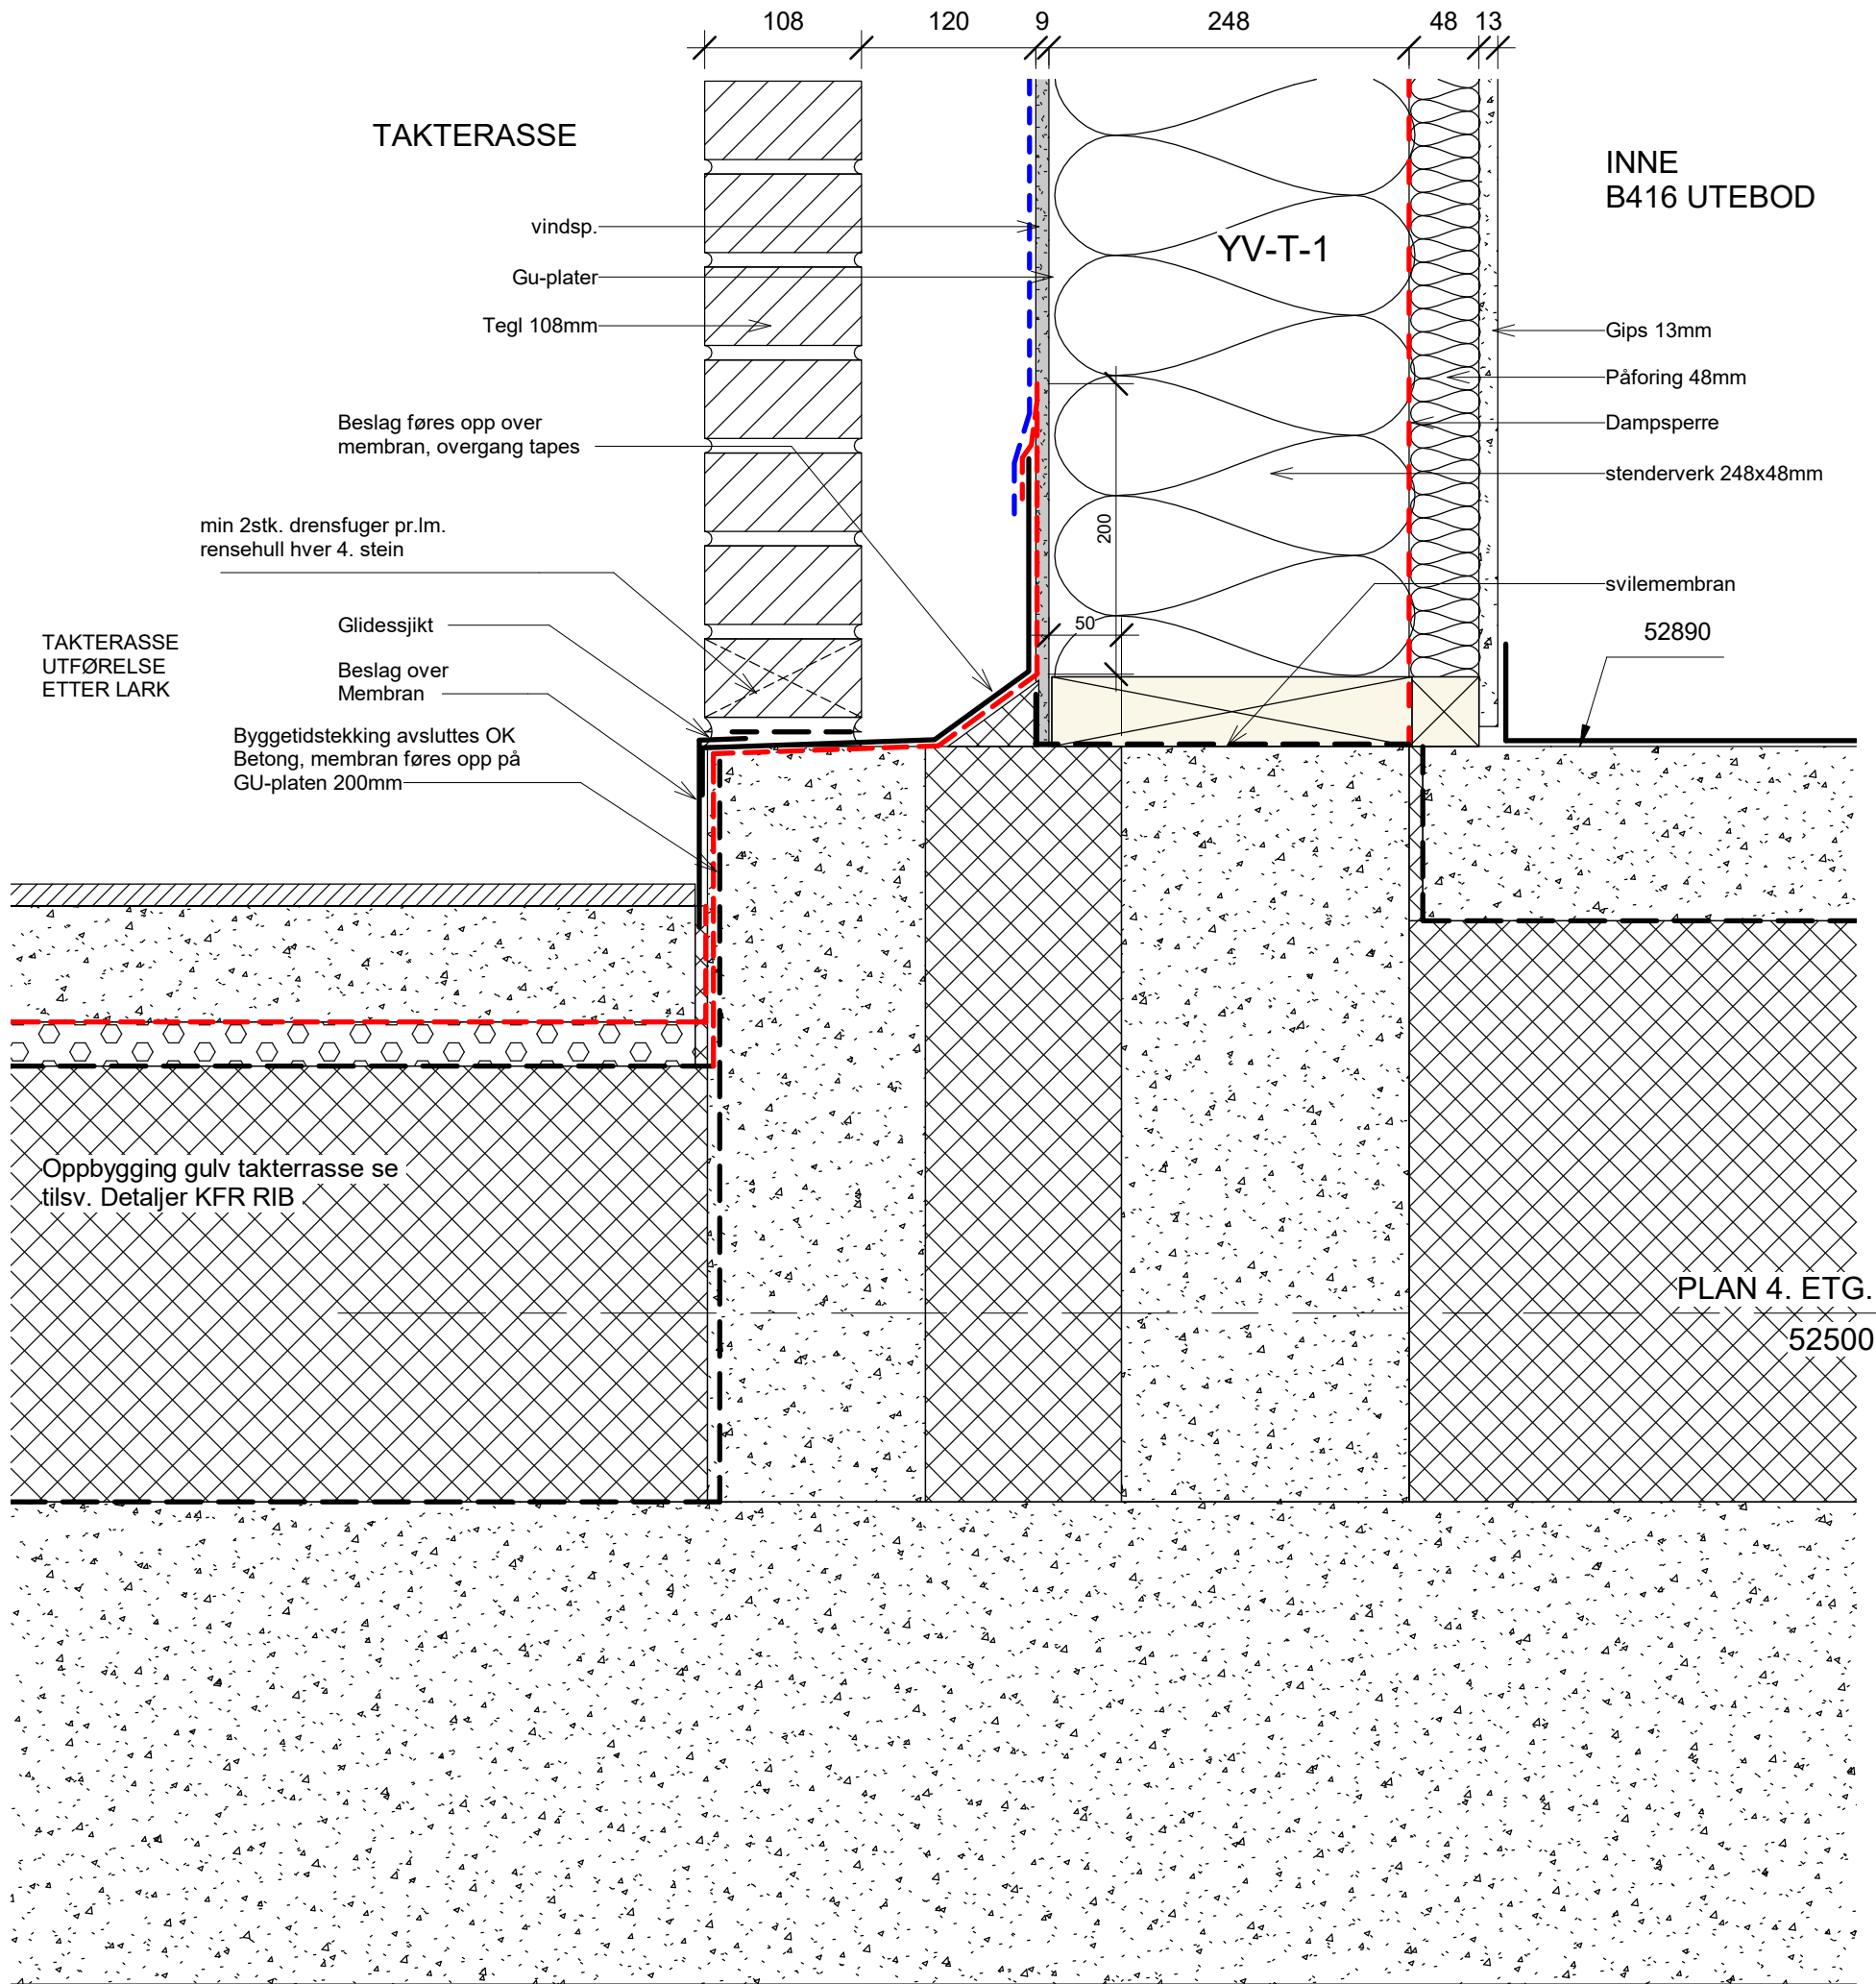 108
120
9
248
48
13
TAKTERASSE
INNE
B416 UTEBOD
vindsp.
YV-T-1
Gu-plater
Tegl 108mm
Gips 13mm
Påforing 48mm
Dampsperre
Beslag føres opp over
membran, overgang tapes
stenderverk 248x48mm
min 2stk. drensfuger pr.lm.
rensehull hver 4. stein
200
svilemembran
Glidessjikt
50
52890
TAKTERASSE
UTFØRELSE
ETTER LARK
Beslag over
Membran
Byggetidstekking avsluttes OK
Betong, membran føres opp på
GU-platen 200mm
Oppbygging gulv takterrasse se
tilsv. Detaljer KFR RIB
PLAN 4. ETG.
52500